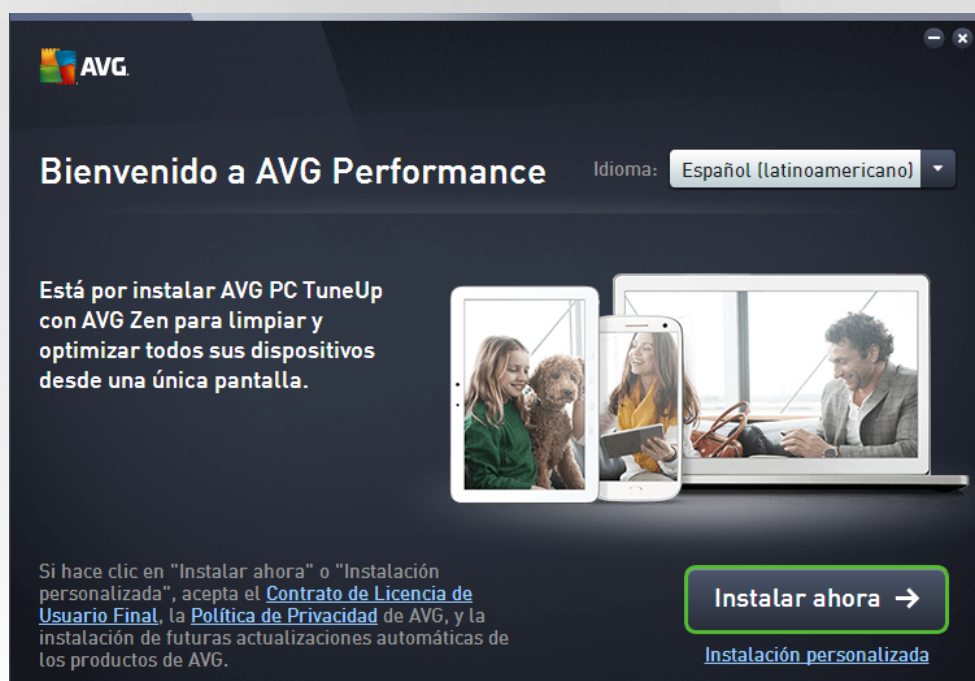 AVG
Bienvenido a AVG Performance
Idioma:
Español (latinoamericano)
Está por instalar AVG PC TuneUp
con AVG Zen para limpiar y
optimizar todos sus dispositivos
desde una única pantalla.
Si hace clic en "Instalar ahora" o "Instalación
personalizada", acepta el Contrato de Licencia de
Usuario Final, la Política de Privacidad de AVG, y la
instalación de futuras actualizaciones automáticas de
los productos de AVG.
Instalar ahora →
Instalación personalizada